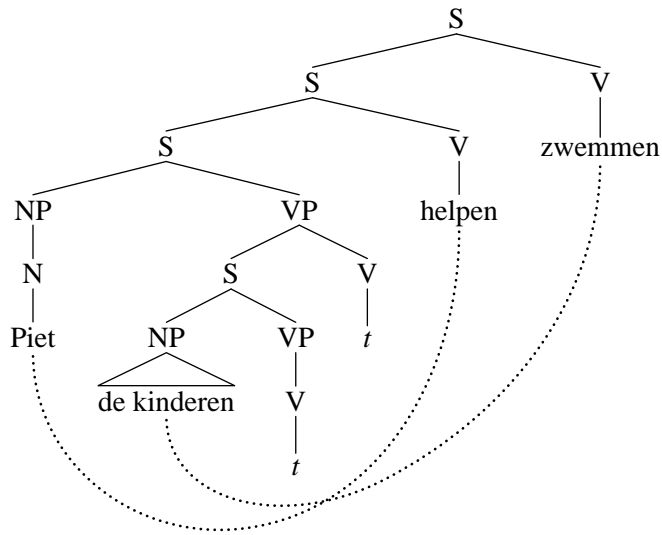 S
S V
S V zwemmen
NP VP helpen
N S V
Piet NP VP t
de kinderen V
t